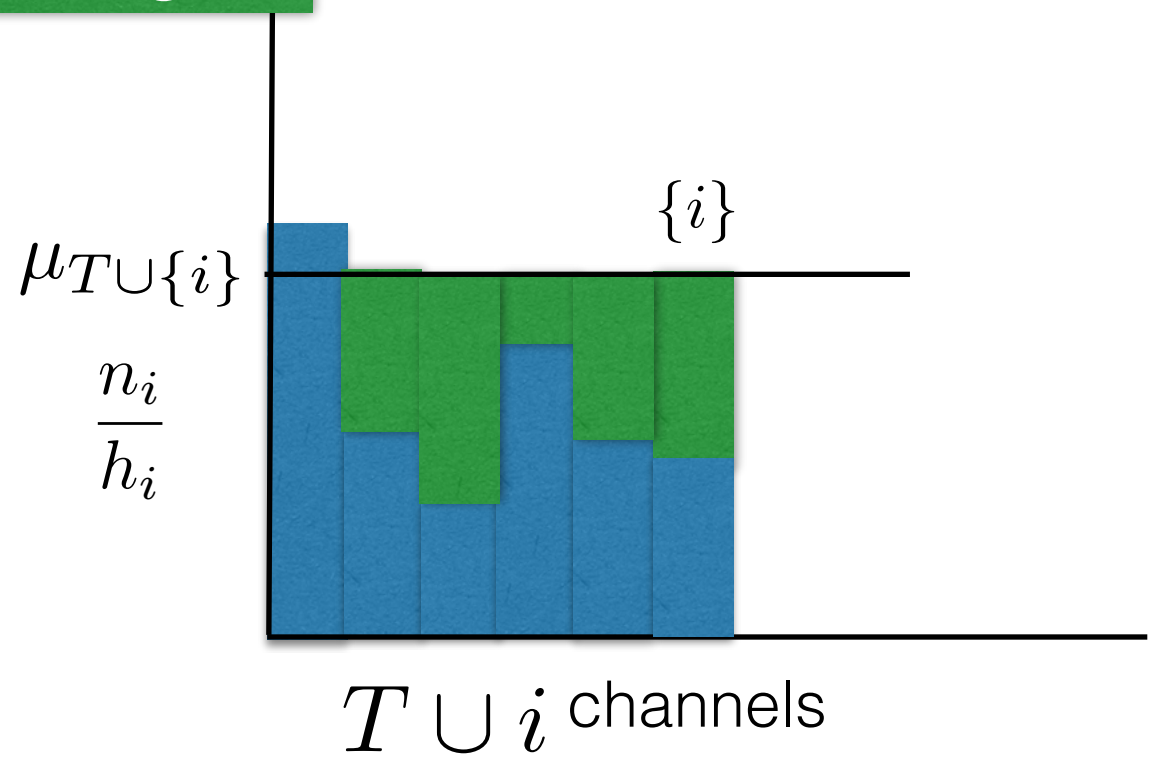 {i}
μ_{T∪{i}}
n_i
h_i
T ∪ i channels